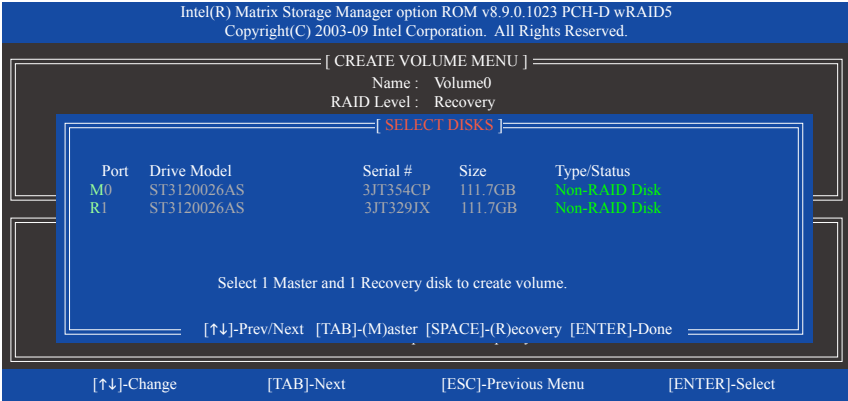 Intel(R) Matrix Storage Manager option ROM v8.9.0.1023 PCH-D wRAID5
Copyright(C) 2003-09 Intel Corporation. All Rights Reserved.
[ CREATE VOLUME MENU ]
Name : Volume0
RAID Level : Recovery
[ SELECT DISKS ]
Port Drive Model Serial # Size Type/Status
M0 ST3120026AS 3JT354CP 111.7GB Non-RAID Disk
R1 ST3120026AS 3JT329JX 111.7GB Non-RAID Disk
Select 1 Master and 1 Recovery disk to create volume.
[↑↓]-Prev/Next [TAB]-(M)aster [SPACE]-(R)ecovery [ENTER]-Done
[↑↓]-Change [TAB]-Next [ESC]-Previous Menu [ENTER]-Select